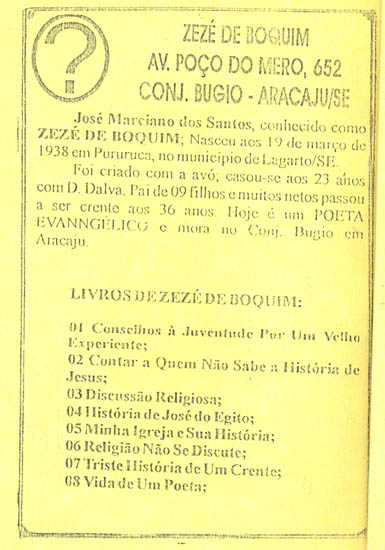 ?
ZEZÉ DE BOQUIM
AV. POÇO DO MERO, 652
CONJ. BUGIO - ARACAJU/SE
José Marciano dos Santos, conhecido como
ZEZÉ DE BOQUIM; Nasceu aos 19 de março de
1938 em Pururuca, no município de Lagarto/SE.
Foi criado com a avó; casou-se aos 23 anos
com D. Dalva. Pai de 09 filhos e muitos netos passou
a ser crente aos 36 anos. Hoje é um POETA
EVANNGÉLICO e mora no Conj. Bugio em
Aracaju.
LIVROS DE ZEZÉ DE BOQUIM:
01 Conselhos à Juventude Por Um Velho
Experiente;
02 Contar a Quem Não Sabe a História de
Jesus;
03 Discussão Religiosa;
04 História de José do Egito;
05 Minha Igreja e Sua História;
06 Religião Não Se Discute;
07 Triste História de Um Crente;
08 Vida de Um Poeta;